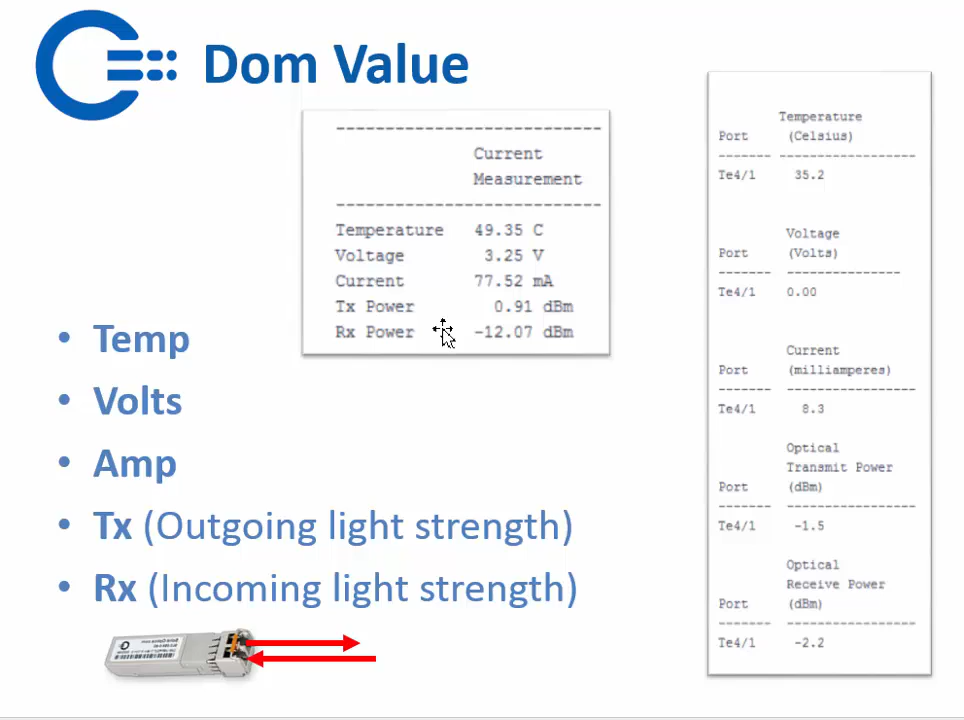 Dom Value
---------------------------
Current
Measurement
---------------------------
Temperature 49.35 C
Voltage 3.25 V
Current 77.52 mA
Tx Power 0.91 dBm
Rx Power -12.07 dBm
• Temp
• Volts
• Amp
• Tx (Outgoing light strength)
• Rx (Incoming light strength)
Temperature
Port (Celsius)
------- ------------------
Te4/1 35.2
Voltage
Port (Volts)
------- ---------------
Te4/1 0.00
Current
Port (milliamperes)
------- -----------------
Te4/1 8.3
Optical
Transmit Power
Port (dBm)
------- -----------------
Te4/1 -1.5
Optical
Receive Power
Port (dBm)
------- -----------------
Te4/1 -2.2